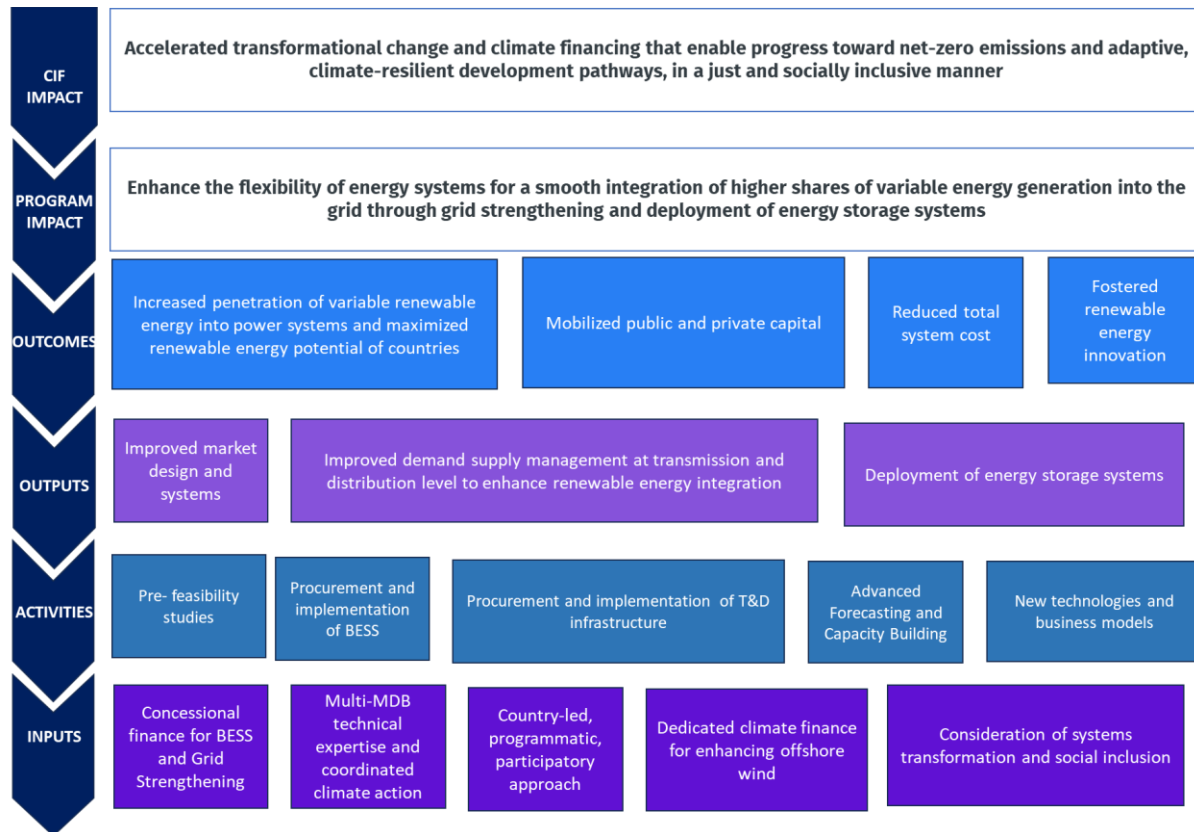 CIF
IMPACT
Accelerated transformational change and climate financing that enable progress toward net-zero emissions and adaptive,
climate-resilient development pathways, in a just and socially inclusive manner
PROGRAM
IMPACT
Enhance the flexibility of energy systems for a smooth integration of higher shares of variable energy generation into the
grid through grid strengthening and deployment of energy storage systems
OUTCOMES
Increased penetration of variable renewable
energy into power systems and maximized
renewable energy potential of countries
Mobilized public and private capital
Reduced total
system cost
Fostered
renewable
energy
innovation
OUTPUTS
Improved market
design and
systems
Improved demand supply management at transmission and
distribution level to enhance renewable energy integration
Deployment of energy storage systems
ACTIVITIES
Pre- feasibility
studies
Procurement and
implementation
of BESS
Procurement and implementation of T&D
infrastructure
Advanced
Forecasting and
Capacity Building
New technologies and
business models
INPUTS
Concessional
finance for BESS
and Grid
Strengthening
Multi-MDB
technical
expertise and
coordinated
climate action
Country-led,
programmatic,
participatory
approach
Dedicated climate finance
for enhancing offshore
wind
Consideration of systems
transformation and social inclusion